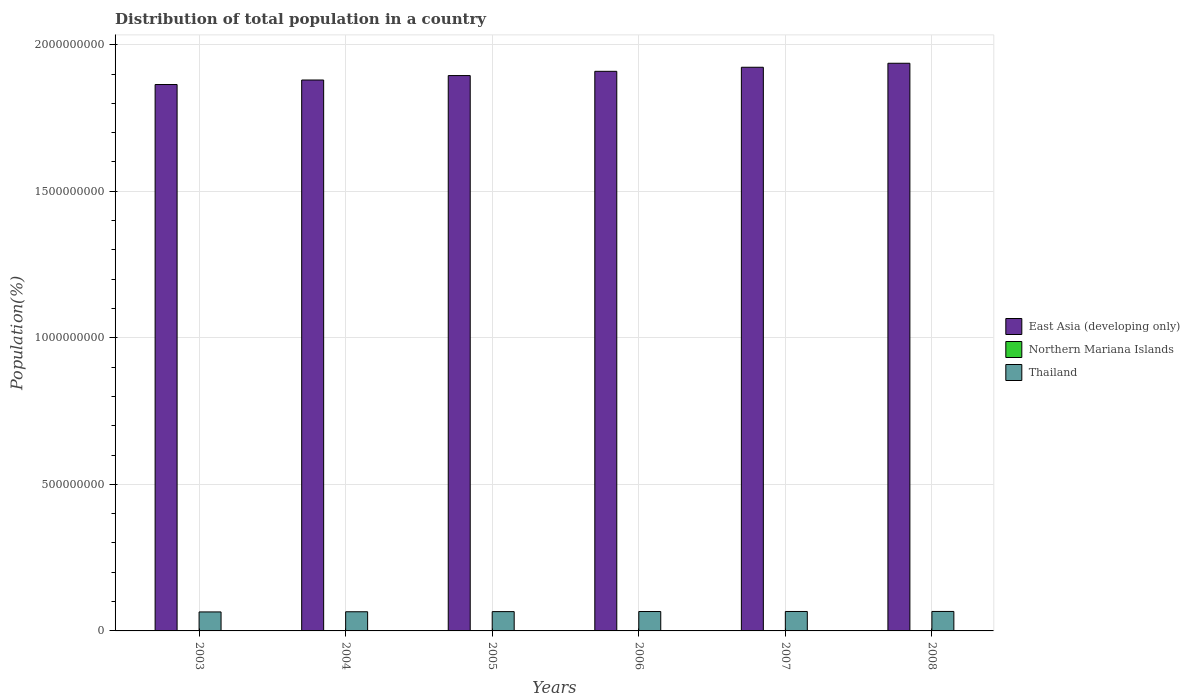 Distribution of total population in a country
Population(%)
2000000000
1500000000
1000000000
500000000
0
2003
2004
2005
2006
2007
2008
Years
East Asia (developing only)
Northern Mariana Islands
Thailand